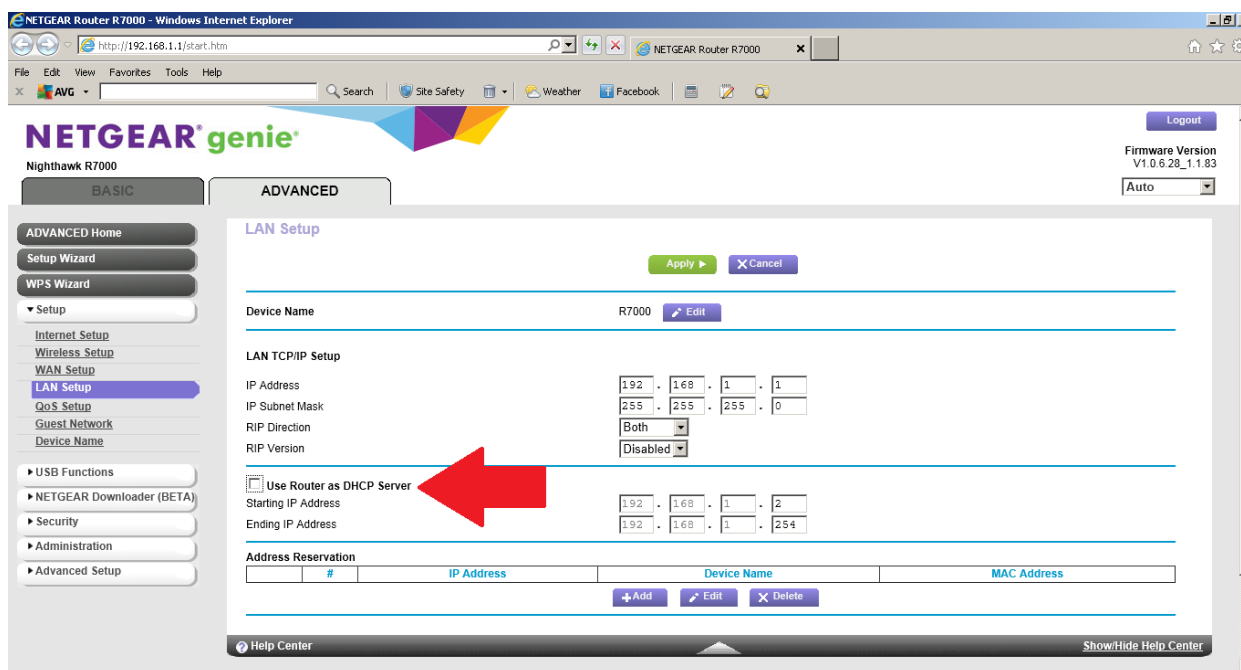 NETGEAR Router R7000 - Windows Internet Explorer
http://192.168.1.1/start.htm
NETGEAR Router R7000
File Edit View Favorites Tools Help
AVG Search Site Safety Weather Facebook
NETGEAR® genie®
Logout
Nighthawk R7000
Firmware Version
V1.0.6.28_1.1.83
BASIC ADVANCED
Auto
ADVANCED Home
Setup Wizard
WPS Wizard
Setup
Internet Setup
Wireless Setup
WAN Setup
LAN Setup
QoS Setup
Guest Network
Device Name
USB Functions
NETGEAR Downloader (BETA)
Security
Administration
Advanced Setup
LAN Setup
Apply Cancel
Device Name R7000 Edit
LAN TCP/IP Setup
IP Address 192 . 168 . 1 . 1
IP Subnet Mask 255 . 255 . 255 . 0
RIP Direction Both
RIP Version Disabled
Use Router as DHCP Server
Starting IP Address 192 . 168 . 1 . 2
Ending IP Address 192 . 168 . 1 . 254
Address Reservation
# IP Address Device Name MAC Address
Add Edit Delete
Help Center Show/Hide Help Center